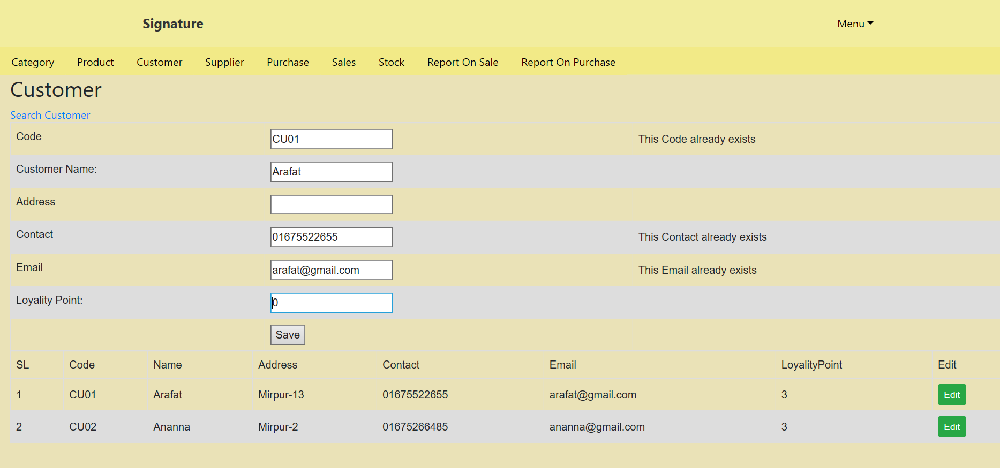 Signature Menu
Category Product Customer Supplier Purchase Sales Stock Report On Sale Report On Purchase
Customer
Search Customer
Code CU01 This Code already exists
Customer Name: Arafat
Address
Contact 01675522655 This Contact already exists
Email arafat@gmail.com This Email already exists
Loyality Point: 0
Save
SL Code Name Address Contact Email LoyalityPoint Edit
1 CU01 Arafat Mirpur-13 01675522655 arafat@gmail.com 3 Edit
2 CU02 Ananna Mirpur-2 01675266485 ananna@gmail.com 3 Edit